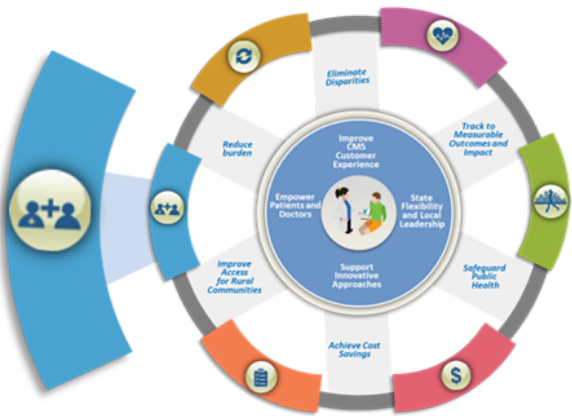 Eliminate
Disparities
Track to
Measurable
Outcomes and
Impact
Reduce
burden
Improve
CMS
Customer
Experience
Empower
Patients and
Doctors
State
Flexibility
and Local
Leadership
Support
Innovative
Approaches
Improve
Access
for Rural
Communities
Safeguard
Public
Health
Achieve Cost
Savings
$